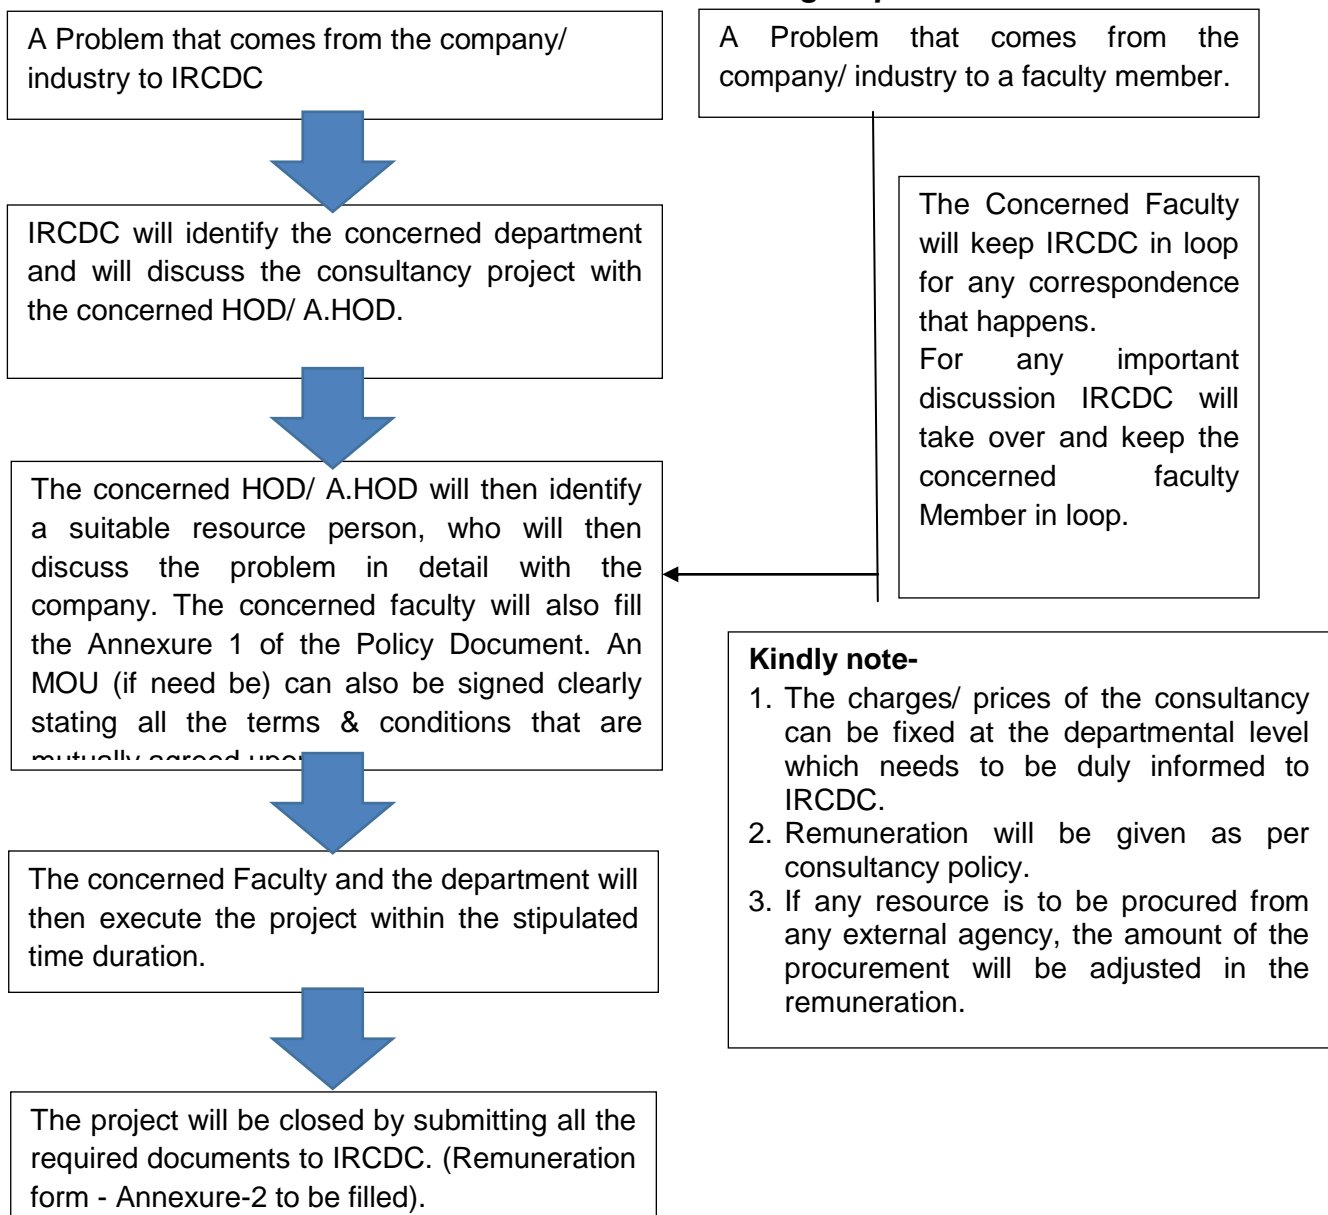 A Problem that comes from the company/
industry to IRCDC
A Problem that comes from the
company/ industry to a faculty member.
IRCDC will identify the concerned department
and will discuss the consultancy project with
the concerned HOD/ A.HOD.
The Concerned Faculty
will keep IRCDC in loop
for any correspondence
that happens.
For any important
discussion IRCDC will
take over and keep the
concerned faculty
Member in loop.
The concerned HOD/ A.HOD will then identify
a suitable resource person, who will then
discuss the problem in detail with the
company. The concerned faculty will also fill
the Annexure 1 of the Policy Document. An
MOU (if need be) can also be signed clearly
stating all the terms & conditions that are
mutually agreed upon
Kindly note-
1. The charges/ prices of the consultancy
can be fixed at the departmental level
which needs to be duly informed to
IRCDC.
2. Remuneration will be given as per
consultancy policy.
3. If any resource is to be procured from
any external agency, the amount of the
procurement will be adjusted in the
remuneration.
The concerned Faculty and the department will
then execute the project within the stipulated
time duration.
The project will be closed by submitting all the
required documents to IRCDC. (Remuneration
form - Annexure-2 to be filled).